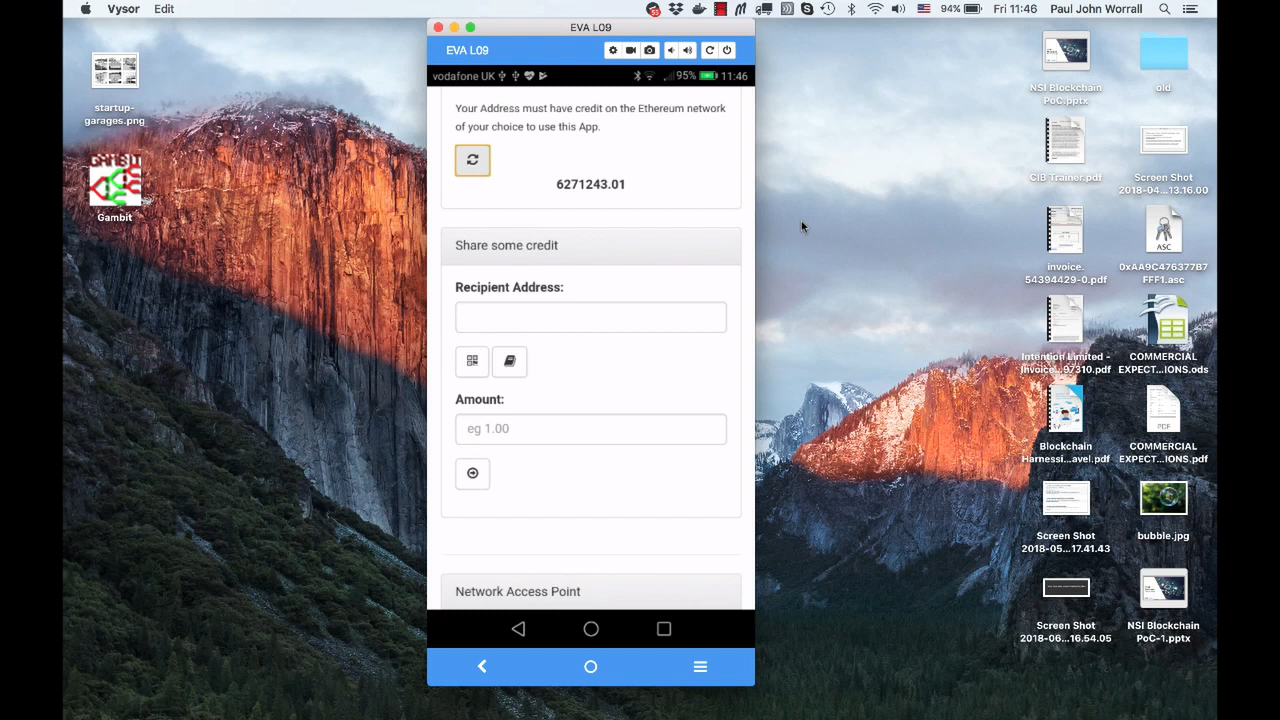 Vysor Edit
55
94% Fri 11:46 Paul John Worrall
EVA L09
EVA L09
vodafone UK 95% 11:46
Your Address must have credit on the Ethereum network
of your choice to use this App.
6271243.01
Share some credit
Recipient Address:
Amount:
eg 1.00
Network Access Point
startup-
garages.png
GAMBIT
Gambit
NSI Blockchain
PoC.pptx
old
CIB Trainer.pdf
Screen Shot
2018-04...13.16.00
invoice.
54394429-0.pdf
ASC
0xAA9C476377B7
FFF1.asc
Intention Limited -
Invoice...97310.pdf
COMMERCIAL
EXPECT...IONS.ods
Blockchain
Harnessi...avel.pdf
PDF
COMMERCIAL
EXPECT...IONS.pdf
Screen Shot
2018-05...17.41.43
bubble.jpg
Screen Shot
2018-06...16.54.05
NSI Blockchain
PoC-1.pptx